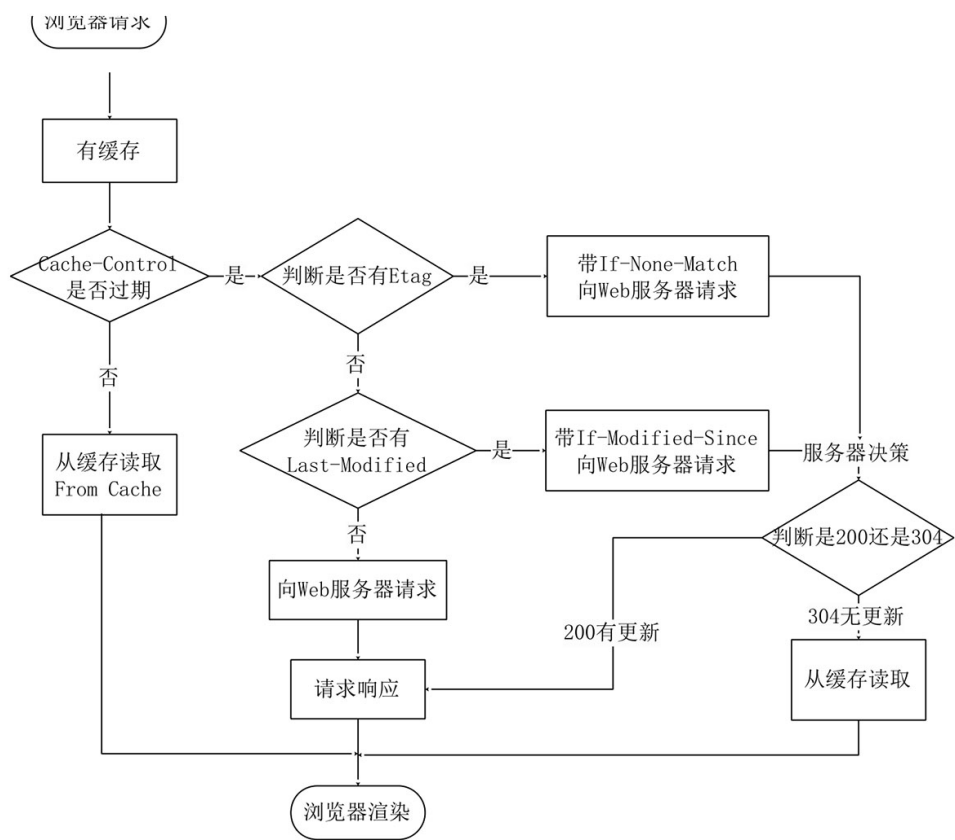 浏览器请求
有缓存
Cache-Control
是否过期
是
判断是否有Etag
是
带If-None-Match
向Web服务器请求
否
否
判断是否有
Last-Modified
是
带If-Modified-Since
向Web服务器请求
服务器决策
从缓存读取
From Cache
否
判断是200还是304
向Web服务器请求
200有更新
304无更新
请求响应
从缓存读取
浏览器渲染